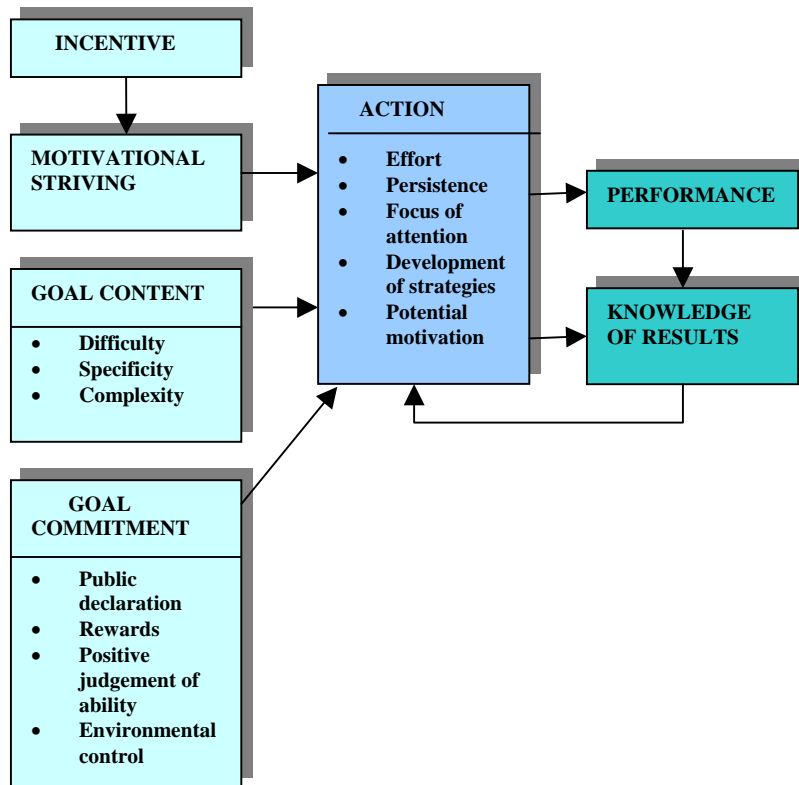 INCENTIVE
MOTIVATIONAL
STRIVING
GOAL CONTENT
• Difficulty
• Specificity
• Complexity
GOAL
COMMITMENT
• Public
declaration
• Rewards
• Positive
judgement of
ability
• Environmental
control
ACTION
• Effort
• Persistence
• Focus of
attention
• Development
of strategies
• Potential
motivation
PERFORMANCE
KNOWLEDGE
OF RESULTS